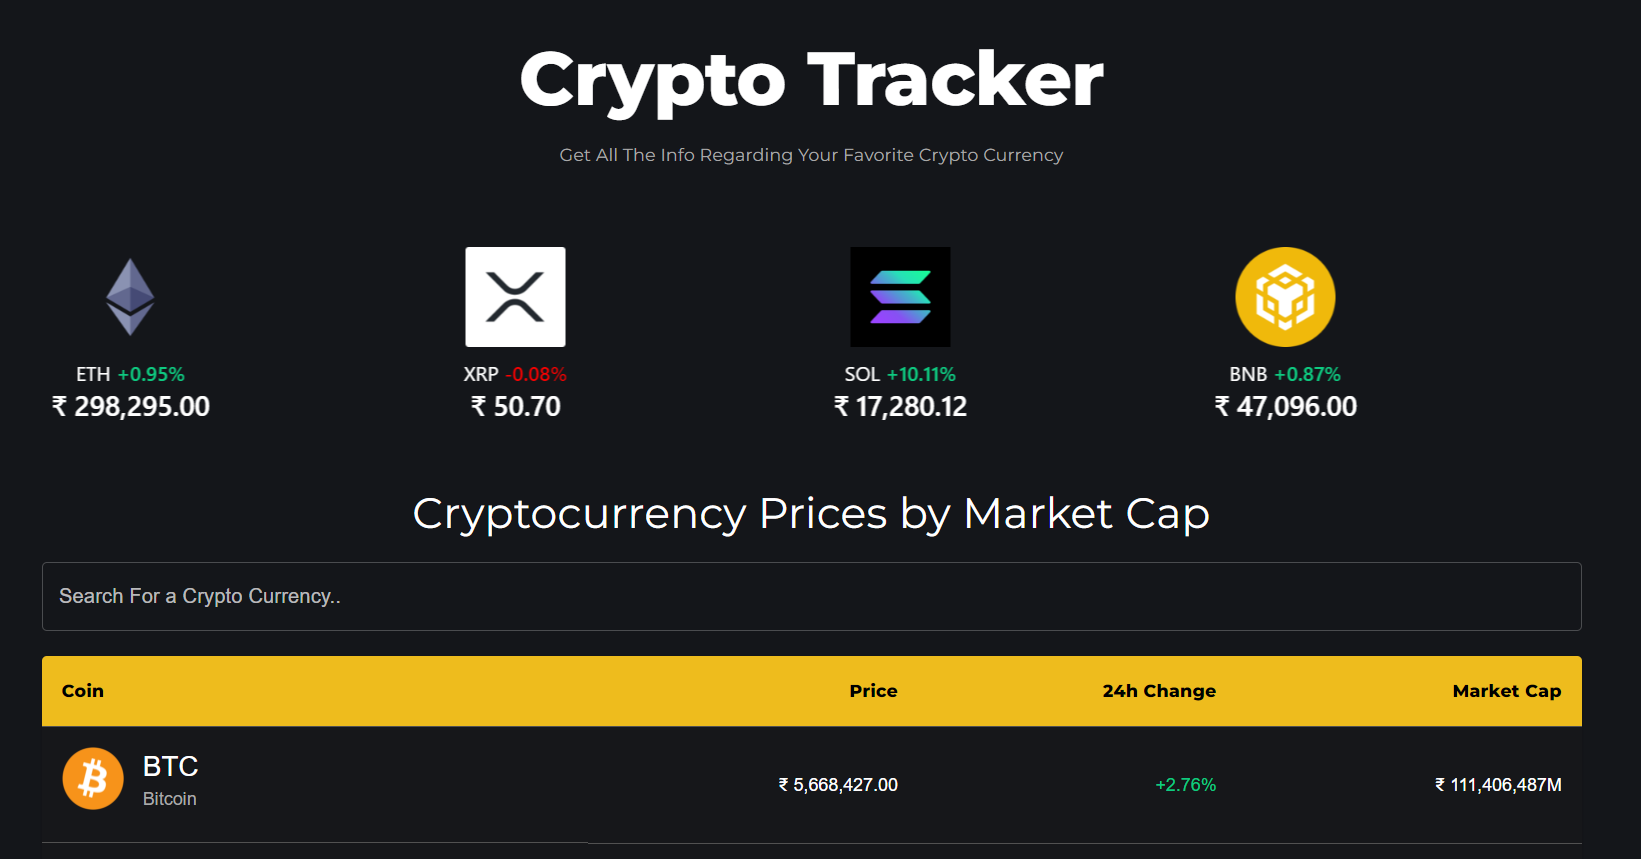 Crypto Tracker
Get All The Info Regarding Your Favorite Crypto Currency
ETH +0.95%
₹ 298,295.00
XRP -0.08%
₹ 50.70
SOL +10.11%
₹ 17,280.12
BNB +0.87%
₹ 47,096.00
Cryptocurrency Prices by Market Cap
Search For a Crypto Currency..
Coin Price 24h Change Market Cap
BTC
Bitcoin
₹ 5,668,427.00 +2.76% ₹ 111,406,487M